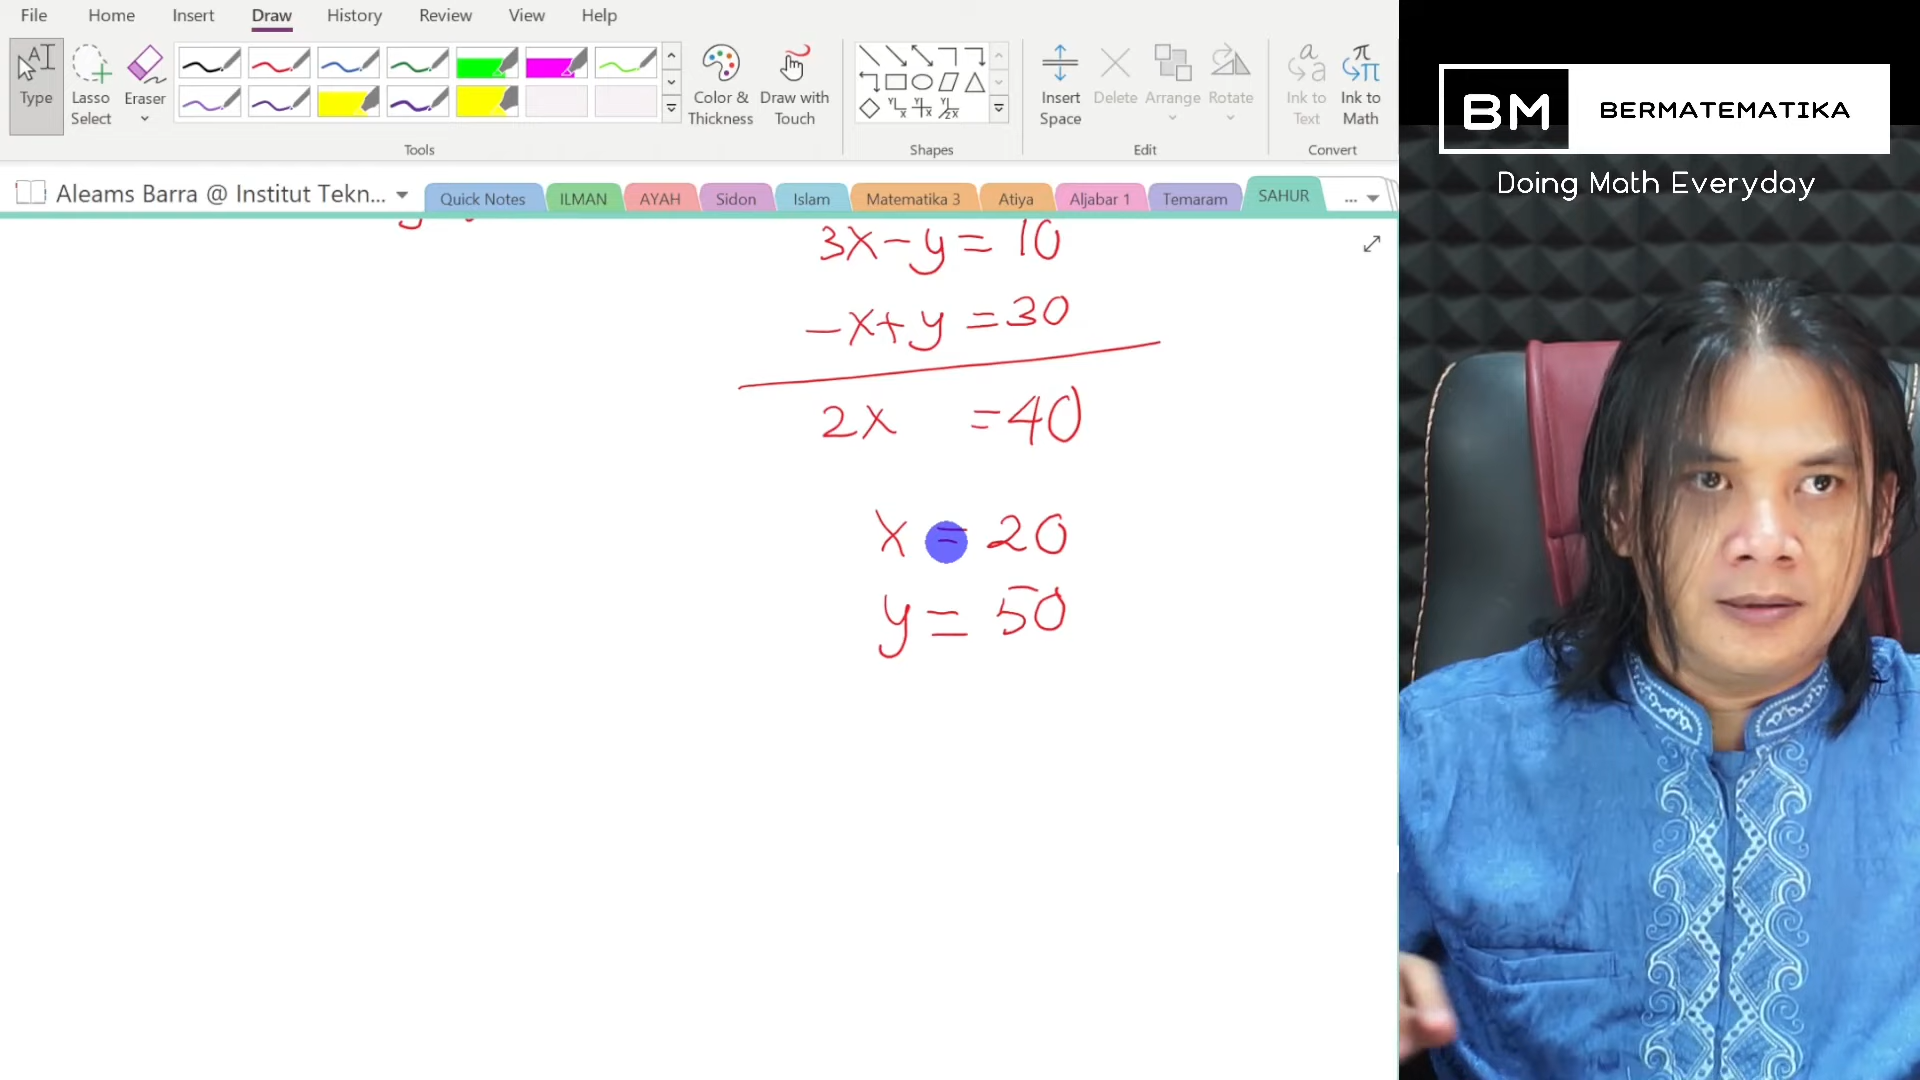 File Home Insert Draw History Review View Help
Type
Lasso Select
Eraser
Color & Thickness
Draw with Touch
Insert Space
Delete
Arrange
Rotate
Ink to Text
Ink to Math
Tools
Shapes
Edit
Convert
Aleams Barra @ Institut Tekn...
Quick Notes
ILMAN
AYAH
Sidon
Islam
Matematika 3
Atiya
Aljabar 1
Temaram
SAHUR
...
3x - y = 10
-x + y = 30
2x = 40
x = 20
y = 50
BM BERMATEMATIKA
Doing Math Everyday